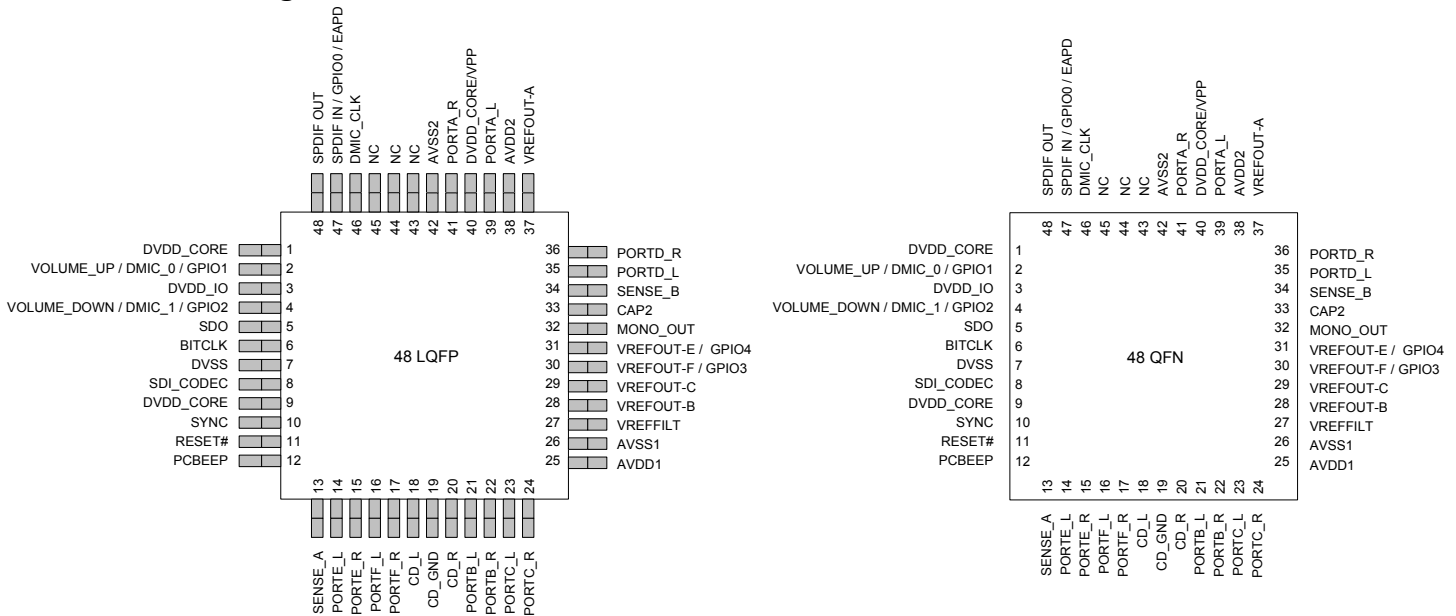 SPDIF OUT
SPDIF IN / GPIO0 / EAPD
DMIC_CLK
NC
NC
NC
AVSS2
PORTA_R
DVDD_CORE/VPP
PORTA_L
AVDD2
VREFOUT-A
48
47
46
45
44
43
42
41
40
39
38
37
DVDD_CORE 1
VOLUME_UP / DMIC_0 / GPIO1 2
DVDD_IO 3
VOLUME_DOWN / DMIC_1 / GPIO2 4
SDO 5
BITCLK 6
DVSS 7
SDI_CODEC 8
DVDD_CORE 9
SYNC 10
RESET# 11
PCBEEP 12
48 LQFP
36 PORTD_R
35 PORTD_L
34 SENSE_B
33 CAP2
32 MONO_OUT
31 VREFOUT-E / GPIO4
30 VREFOUT-F / GPIO3
29 VREFOUT-C
28 VREFOUT-B
27 VREFFILT
26 AVSS1
25 AVDD1
13
14
15
16
17
18
19
20
21
22
23
24
SENSE_A
PORTE_L
PORTE_R
PORTF_L
PORTF_R
CD_L
CD_GND
CD_R
PORTB_L
PORTB_R
PORTC_L
PORTC_R
SPDIF OUT
SPDIF IN / GPIO0 / EAPD
DMIC_CLK
NC
NC
NC
AVSS2
PORTA_R
DVDD_CORE/VPP
PORTA_L
AVDD2
VREFOUT-A
48
47
46
45
44
43
42
41
40
39
38
37
DVDD_CORE 1
VOLUME_UP / DMIC_0 / GPIO1 2
DVDD_IO 3
VOLUME_DOWN / DMIC_1 / GPIO2 4
SDO 5
BITCLK 6
DVSS 7
SDI_CODEC 8
DVDD_CORE 9
SYNC 10
RESET# 11
PCBEEP 12
48 QFN
36 PORTD_R
35 PORTD_L
34 SENSE_B
33 CAP2
32 MONO_OUT
31 VREFOUT-E / GPIO4
30 VREFOUT-F / GPIO3
29 VREFOUT-C
28 VREFOUT-B
27 VREFFILT
26 AVSS1
25 AVDD1
13
14
15
16
17
18
19
20
21
22
23
24
SENSE_A
PORTE_L
PORTE_R
PORTF_L
PORTF_R
CD_L
CD_GND
CD_R
PORTB_L
PORTB_R
PORTC_L
PORTC_R